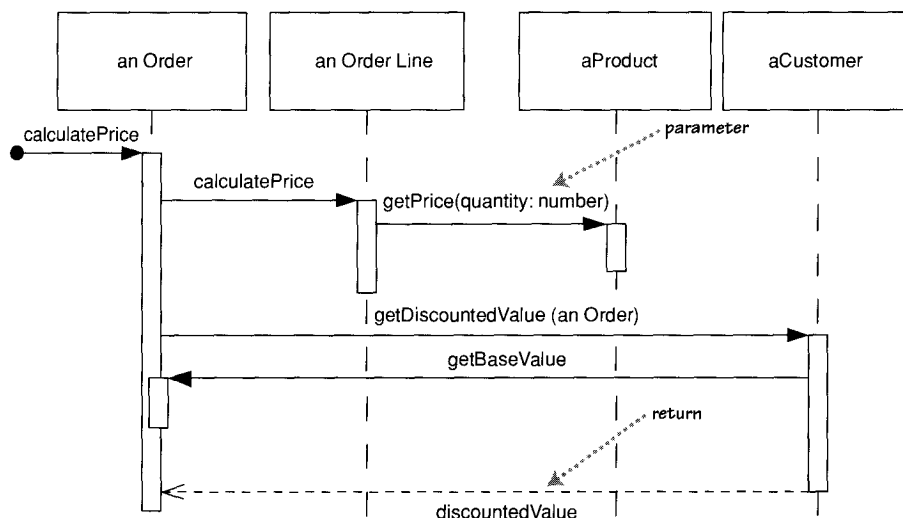 an Order
an Order Line
aProduct
aCustomer
calculatePrice
parameter
calculatePrice
getPrice(quantity: number)
getDiscountedValue (an Order)
getBaseValue
return
discountedValue